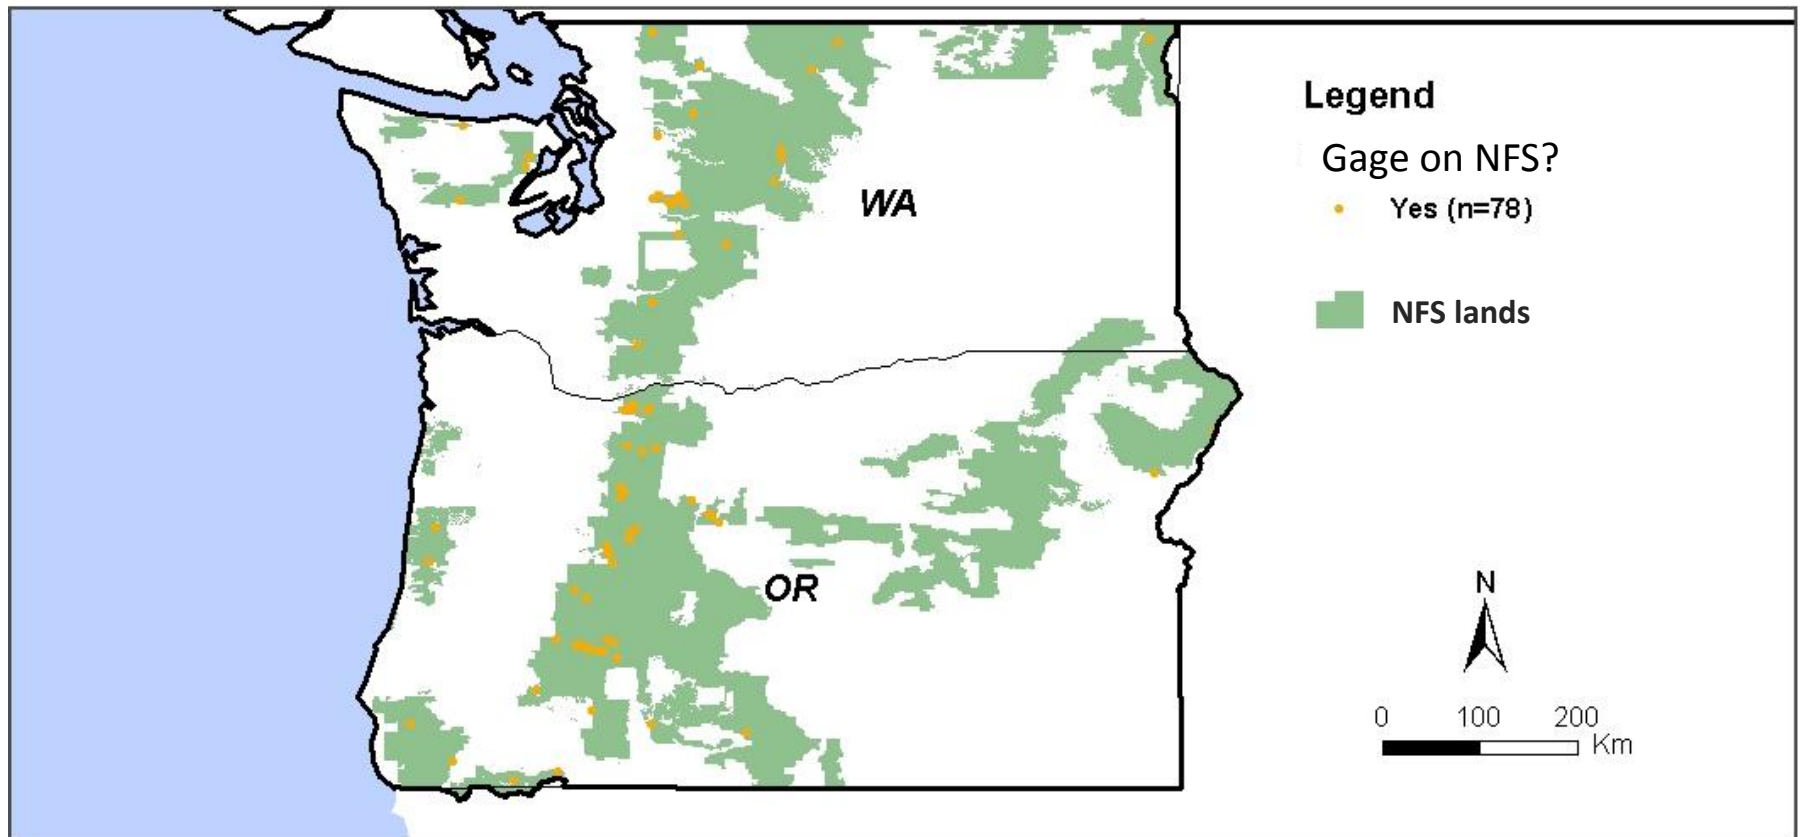 Legend
Gage on NFS?
Yes (n=78)
WA
NFS lands
OR
N
0 100 200
Km